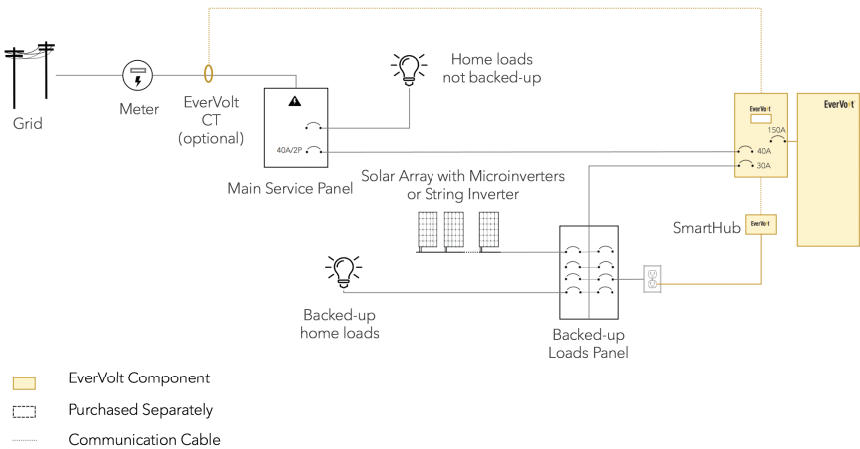 Grid
Meter
EverVolt
CT
(optional)
40A/2P
Main Service Panel
Home loads
not backed-up
Solar Array with Microinverters
or String Inverter
Backed-up
home loads
Backed-up
Loads Panel
EverVolt
150A
40A
30A
EverVolt
SmartHub
EverVolt
EverVolt Component
Purchased Separately
Communication Cable